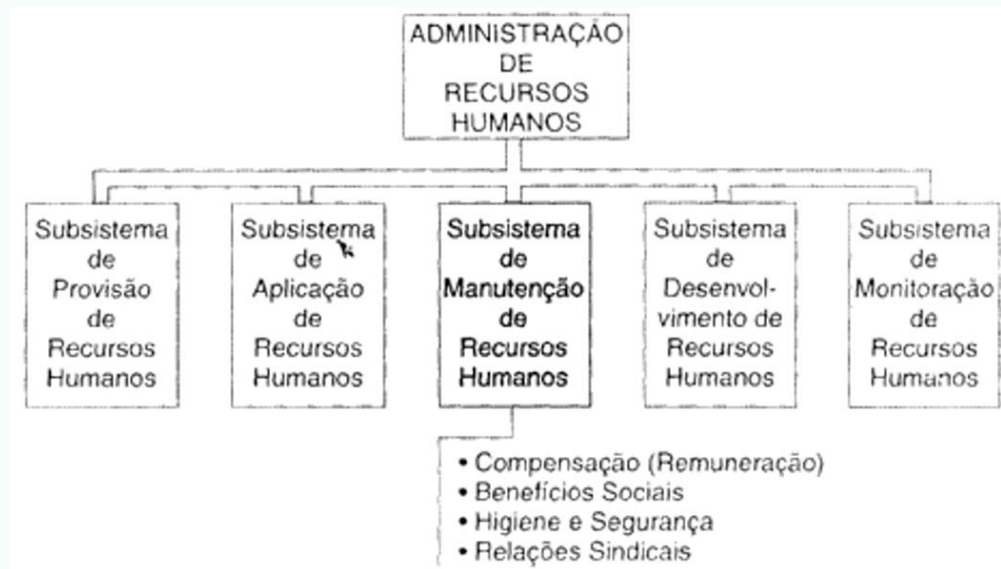 ADMINISTRAÇÃO
DE
RECURSOS
HUMANOS
Subsistema
de
Provisão
de
Recursos
Humanos
Subsistema
de
Aplicação
de
Recursos
Humanos
Subsistema
de
Manutenção
de
Recursos
Humanos
Subsistema
de
Desenvol-
vimento de
Recursos
Humanos
Subsistema
de
Monitoração
de
Recursos
Humanos
• Compensação (Remuneração)
• Benefícios Sociais
• Higiene e Segurança
• Relações Sindicais